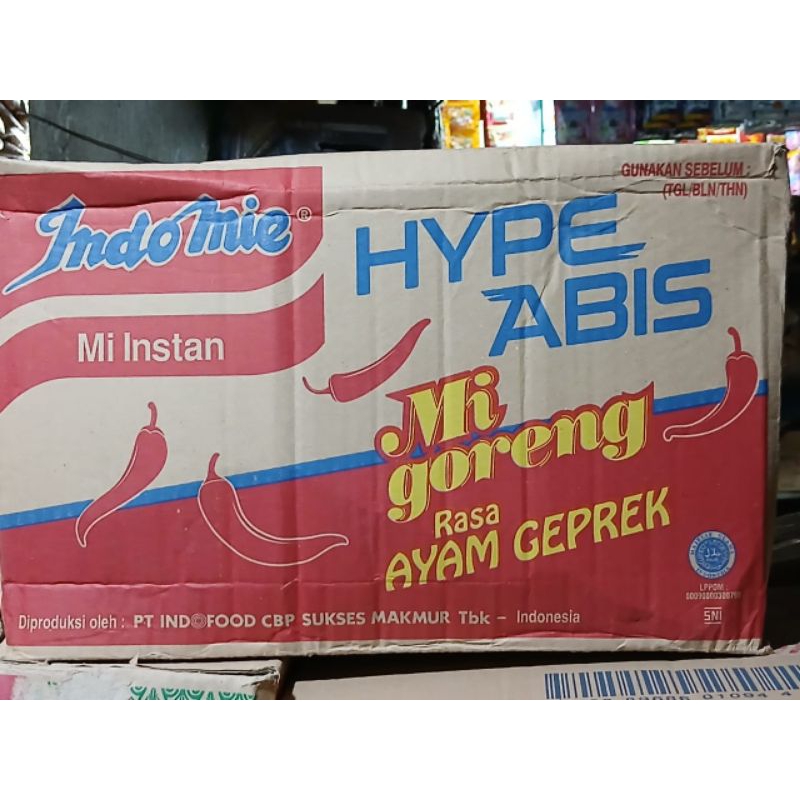 GUNAKAN SEBELUM :
(TGL/BLN/THN)
Indomie®
HYPE
ABIS
Mi Instan
Mi
goreng
Rasa
AYAM GEPREK
LPPOM :
Diproduksi oleh : PT INDOFOOD CBP SUKSES MAKMUR Tbk – Indonesia
SNI